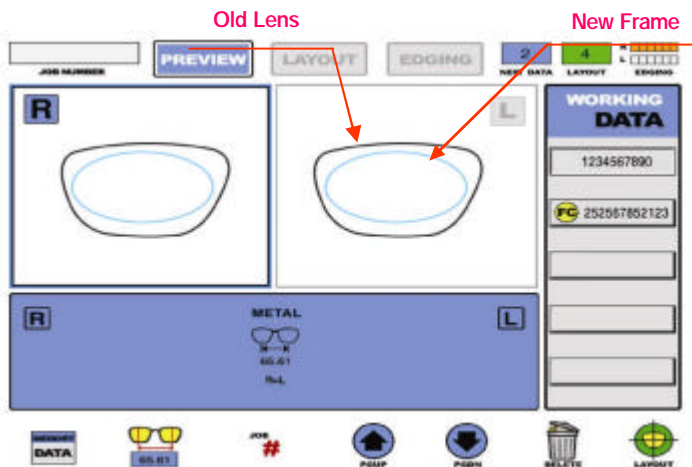 Old Lens
New Frame
JOB NUMBER
PREVIEW
LAYOUT
EDGING
2
NEW DATA
4
LAYOUT
R
L
EDGING
R
L
WORKING
DATA
1234567890
FC 252567852123
R
METAL
L
65.61
R=L
DATA
65.61
JOB
#
PGUP
PGDN
DELETE
LAYOUT